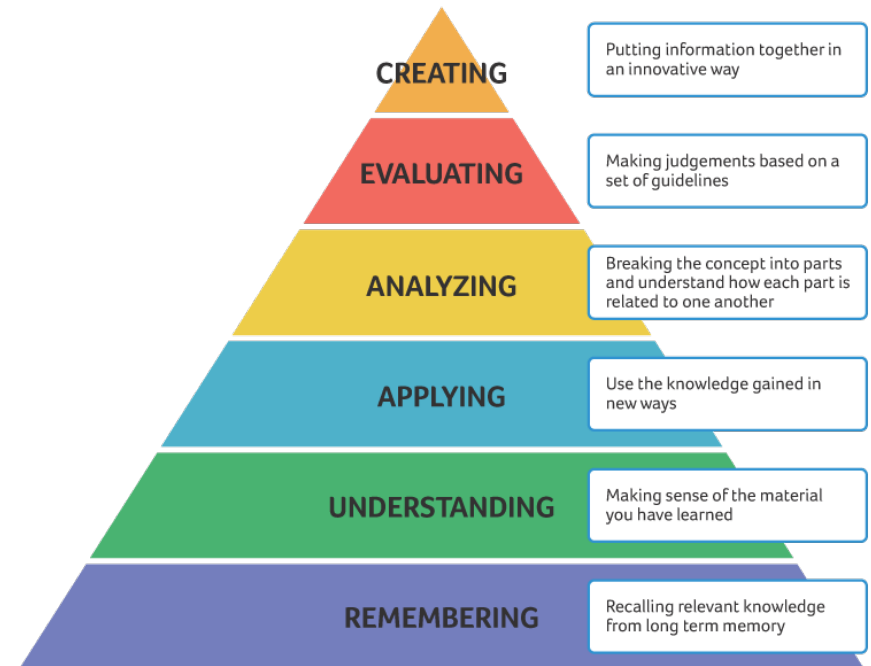 CREATING
Putting information together in
an innovative way
EVALUATING
Making judgements based on a
set of guidelines
ANALYZING
Breaking the concept into parts
and understand how each part is
related to one another
APPLYING
Use the knowledge gained in
new ways
UNDERSTANDING
Making sense of the material
you have learned
REMEMBERING
Recalling relevant knowledge
from long term memory